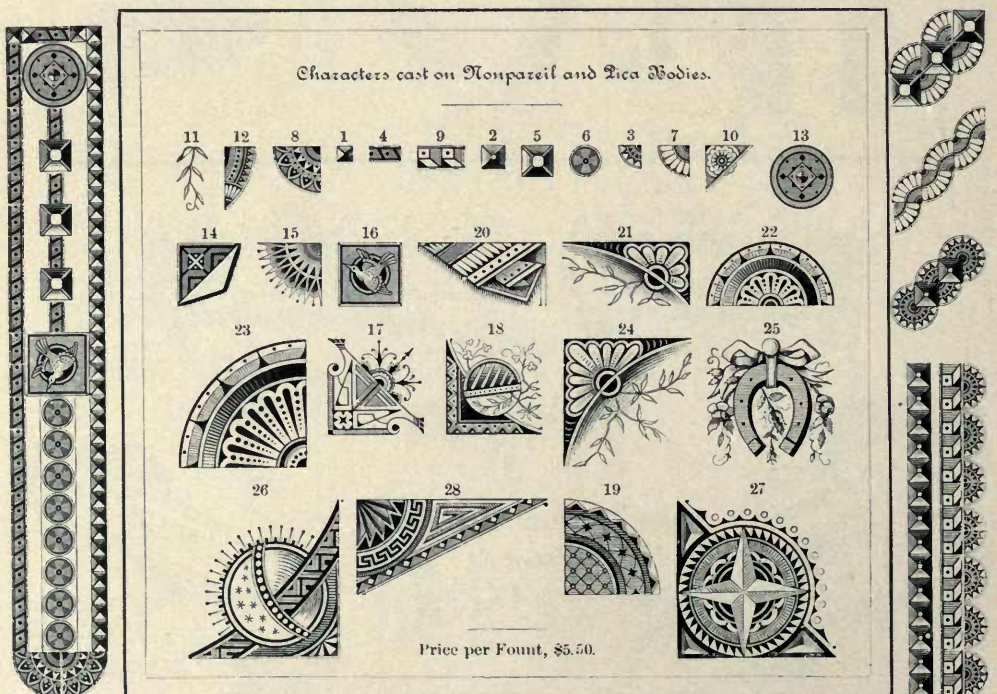 Characters cast on Nonpareil and Pica Bodies.
11 12 8 1 4 9 2 5 6 3 7 10 13
14 15 16 20 21 22
23 17 18 24 25
26 28 19 27
Price per Fount, $5.50.